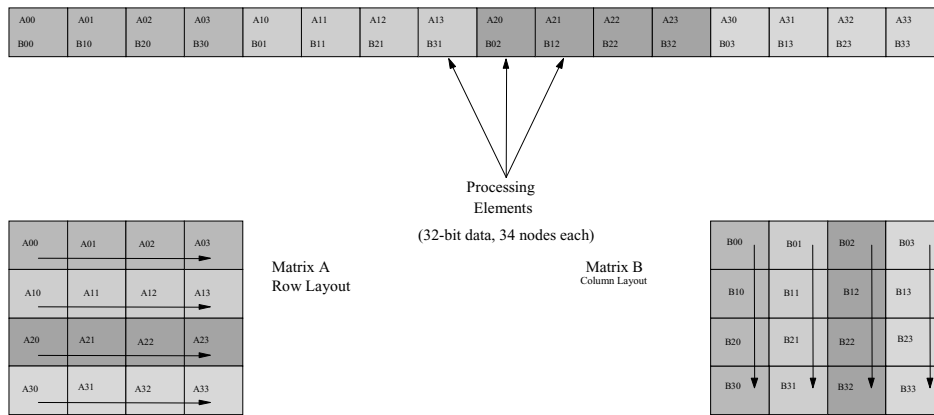 A00 A01 A02 A03 A10 A11 A12 A13 A20 A21 A22 A23 A30 A31 A32 A33
B00 B10 B20 B30 B01 B11 B21 B31 B02 B12 B22 B32 B03 B13 B23 B33
Processing
Elements
(32-bit data, 34 nodes each)
A00 A01 A02 A03
A10 A11 A12 A13
A20 A21 A22 A23
A30 A31 A32 A33
Matrix A
Row Layout
Matrix B
Column Layout
B00 B01 B02 B03
B10 B11 B12 B13
B20 B21 B22 B23
B30 B31 B32 B33